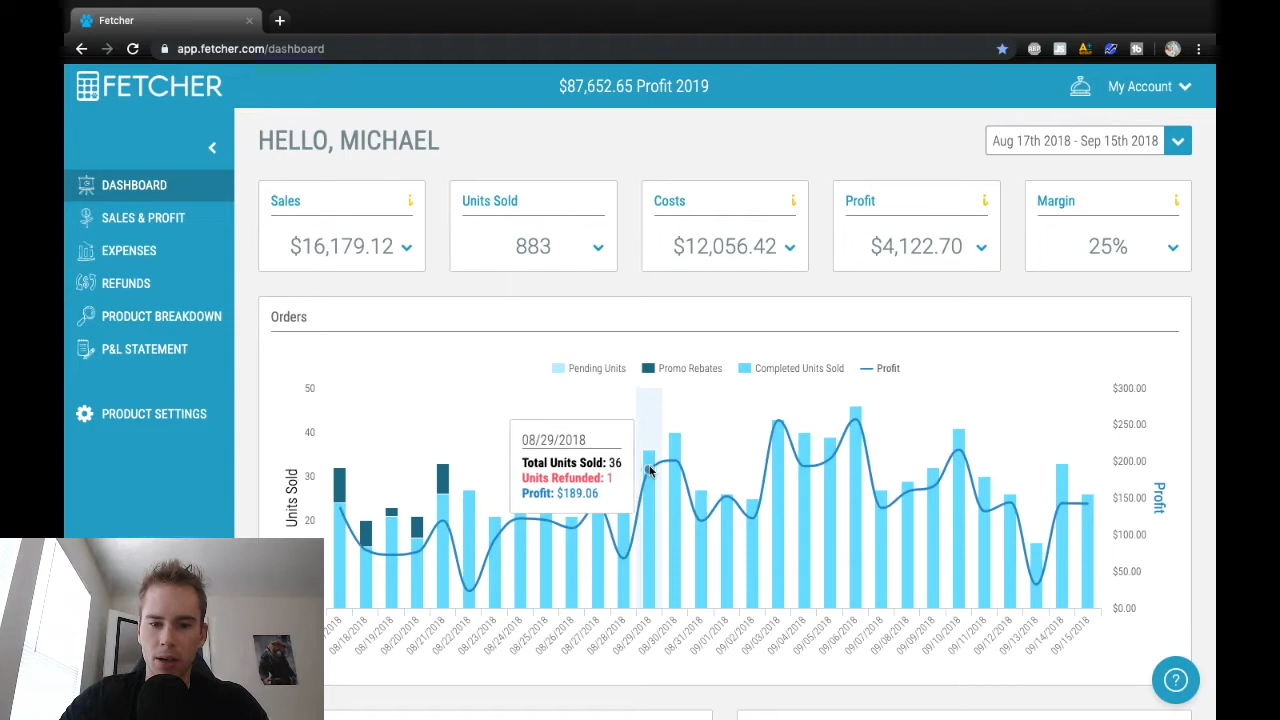 Fetcher
app.fetcher.com/dashboard
FETCHER
$87,652.65 Profit 2019
My Account
HELLO, MICHAEL
Aug 17th 2018 - Sep 15th 2018
DASHBOARD
SALES & PROFIT
EXPENSES
REFUNDS
PRODUCT BREAKDOWN
P&L STATEMENT
PRODUCT SETTINGS
Sales
$16,179.12
Units Sold
883
Costs
$12,056.42
Profit
$4,122.70
Margin
25%
Orders
Pending Units
Promo Rebates
Completed Units Sold
Profit
50
40
30
20
Units Sold
08/29/2018
Total Units Sold: 36
Units Refunded: 1
Profit: $189.06
$300.00
$250.00
$200.00
$150.00
$100.00
$50.00
$0.00
Profit
08/18/2018
08/19/2018
08/20/2018
08/21/2018
08/22/2018
08/23/2018
08/24/2018
08/25/2018
08/26/2018
08/27/2018
08/28/2018
08/29/2018
08/30/2018
08/31/2018
09/01/2018
09/02/2018
09/03/2018
09/04/2018
09/05/2018
09/06/2018
09/07/2018
09/08/2018
09/09/2018
09/10/2018
09/11/2018
09/12/2018
09/13/2018
09/14/2018
09/15/2018
?